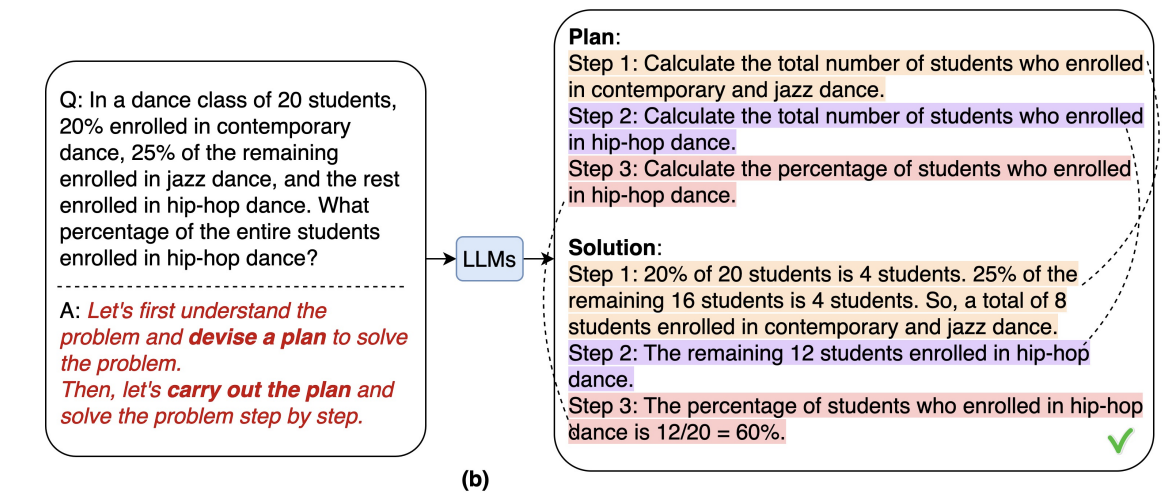 Q: In a dance class of 20 students,
20% enrolled in contemporary
dance, 25% of the remaining
enrolled in jazz dance, and the rest
enrolled in hip-hop dance. What
percentage of the entire students
enrolled in hip-hop dance?
A: Let's first understand the
problem and devise a plan to solve
the problem.
Then, let's carry out the plan and
solve the problem step by step.
LLMs
Plan:
Step 1: Calculate the total number of students who enrolled
in contemporary and jazz dance.
Step 2: Calculate the total number of students who enrolled
in hip-hop dance.
Step 3: Calculate the percentage of students who enrolled
in hip-hop dance.
Solution:
Step 1: 20% of 20 students is 4 students. 25% of the
remaining 16 students is 4 students. So, a total of 8
students enrolled in contemporary and jazz dance.
Step 2: The remaining 12 students enrolled in hip-hop
dance.
Step 3: The percentage of students who enrolled in hip-hop
dance is 12/20 = 60%.
(b)